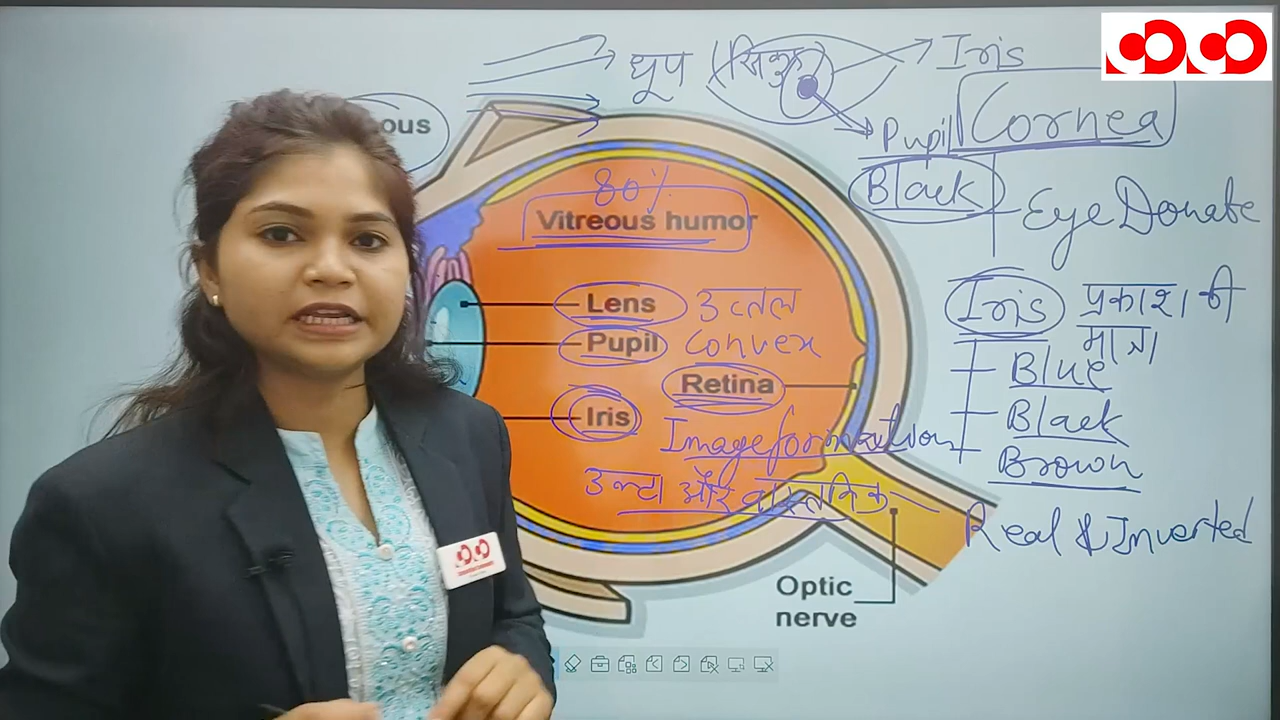 धूप (सिकुड़)
Iris
Cornea
Pupil
ous
Black
Eye Donate
80%
Vitreous humor
Lens उत्तल
Pupil Convex
Retina
Iris
Image formation
उल्टा और वास्तविक
Iris प्रकाश की
मात्रा
Blue
Black
Brown
Real & Inverted
Optic
nerve